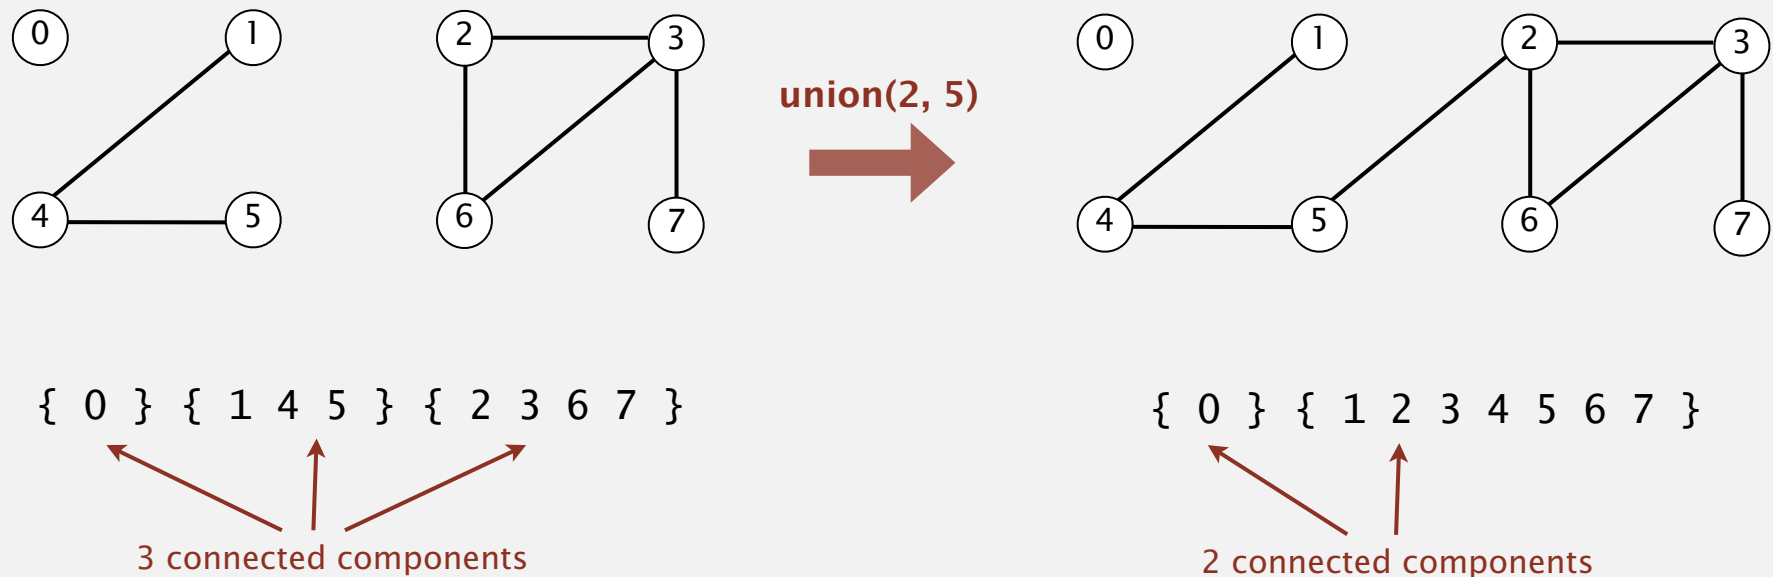 0 1 2 3
4 5 6 7
union(2, 5)
0 1 2 3
4 5 6 7
{ 0 } { 1 4 5 } { 2 3 6 7 }
3 connected components
{ 0 } { 1 2 3 4 5 6 7 }
2 connected components